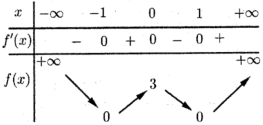 x −∞ −1 0 1 +∞
f′(x) − 0 + 0 − 0 +
+∞ +∞
f(x) 3
0 0